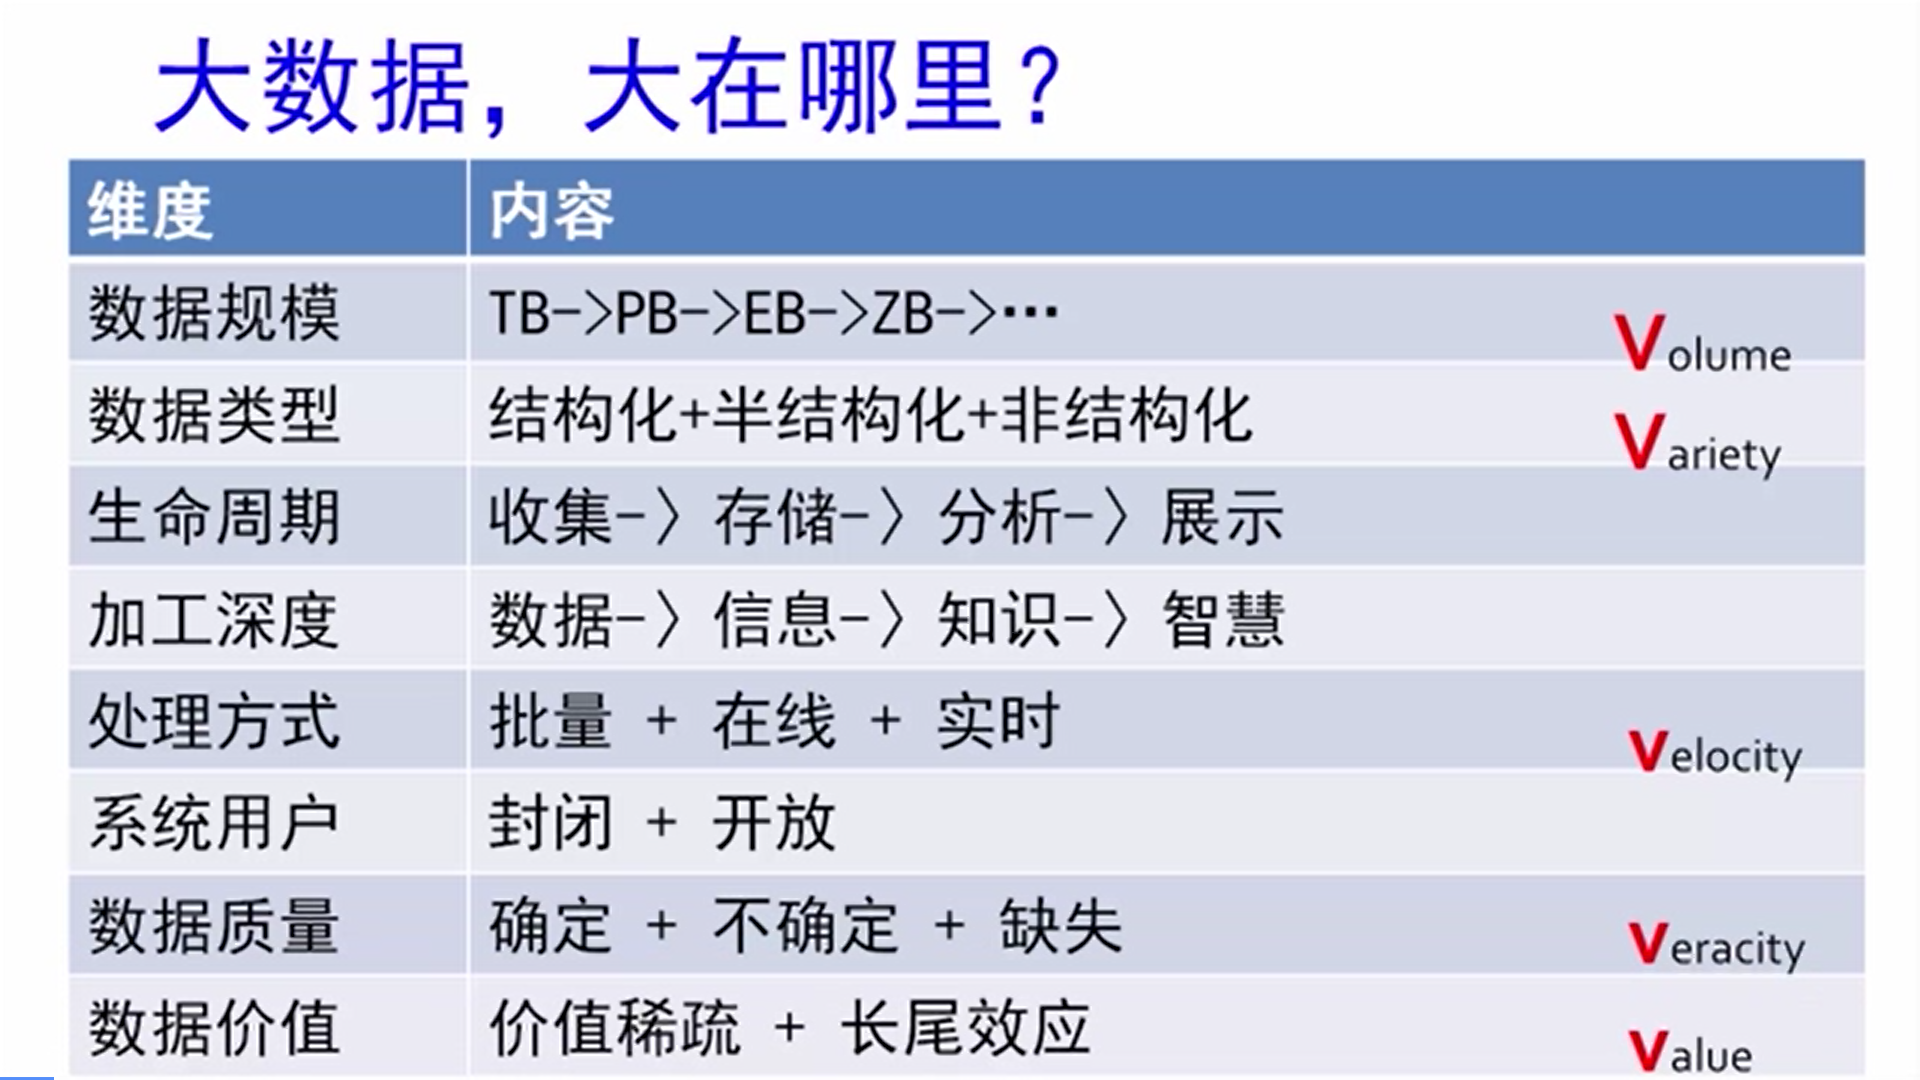 大数据，大在哪里？
维度 内容
数据规模 TB->PB->EB->ZB->… Volume
数据类型 结构化+半结构化+非结构化 Variety
生命周期 收集-〉存储-〉分析-〉展示
加工深度 数据-〉信息-〉知识-〉智慧
处理方式 批量 + 在线 + 实时 Velocity
系统用户 封闭 + 开放
数据质量 确定 + 不确定 + 缺失 Veracity
数据价值 价值稀疏 + 长尾效应 Value